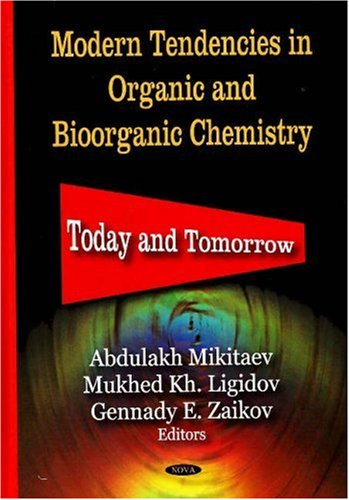 Modern Tendencies in
Organic and
Bioorganic Chemistry
Today and Tomorrow
Abdulakh Mikitaev
Mukhed Kh. Ligidov
Gennady E. Zaikov
Editors
NOVA